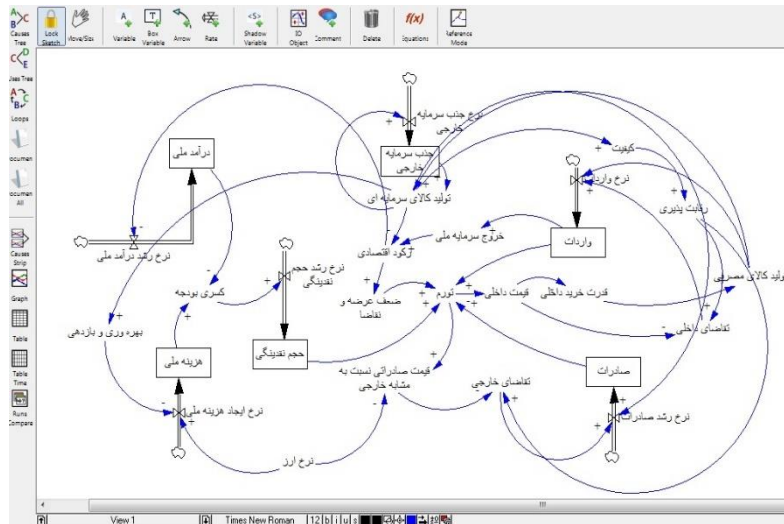 Causes
Tree
Lock
Sketch
Move/Size
Variable
Box
Variable
Arrow
Rate
Shadow
Variable
IO
Object
Comment
Delete
Equations
Reference
Mode
Loops
All
Causes
Strip
Graph
Table
Table
Time
Runs
Compare
نرخ جذب سرمایه
خارجی
جذب سرمایه
خارجی
درآمد ملی
کیفیت
نرخ واردات
تولید کالای سرمایه ای
رقابت پذیری
نرخ رشد درآمد ملی
خروج سرمایه ملی
واردات
رکود اقتصادی
نرخ رشد حجم
نقدینگی
تولید کالای مصرفی
کسری بودجه
ضعف عرضه و
تقاضا
تورم
قیمت داخلی
قدرت خرید داخلی
تقاضای داخلی
بهره وری و بازدهی
هزینه ملی
حجم نقدینگی
قیمت صادراتی نسبت به
مشابه خارجی
تقاضای خارجی
صادرات
نرخ ایجاد هزینه ملی
نرخ رشد صادرات
نرخ ارز
View 1
Times New Roman
12
b i u s